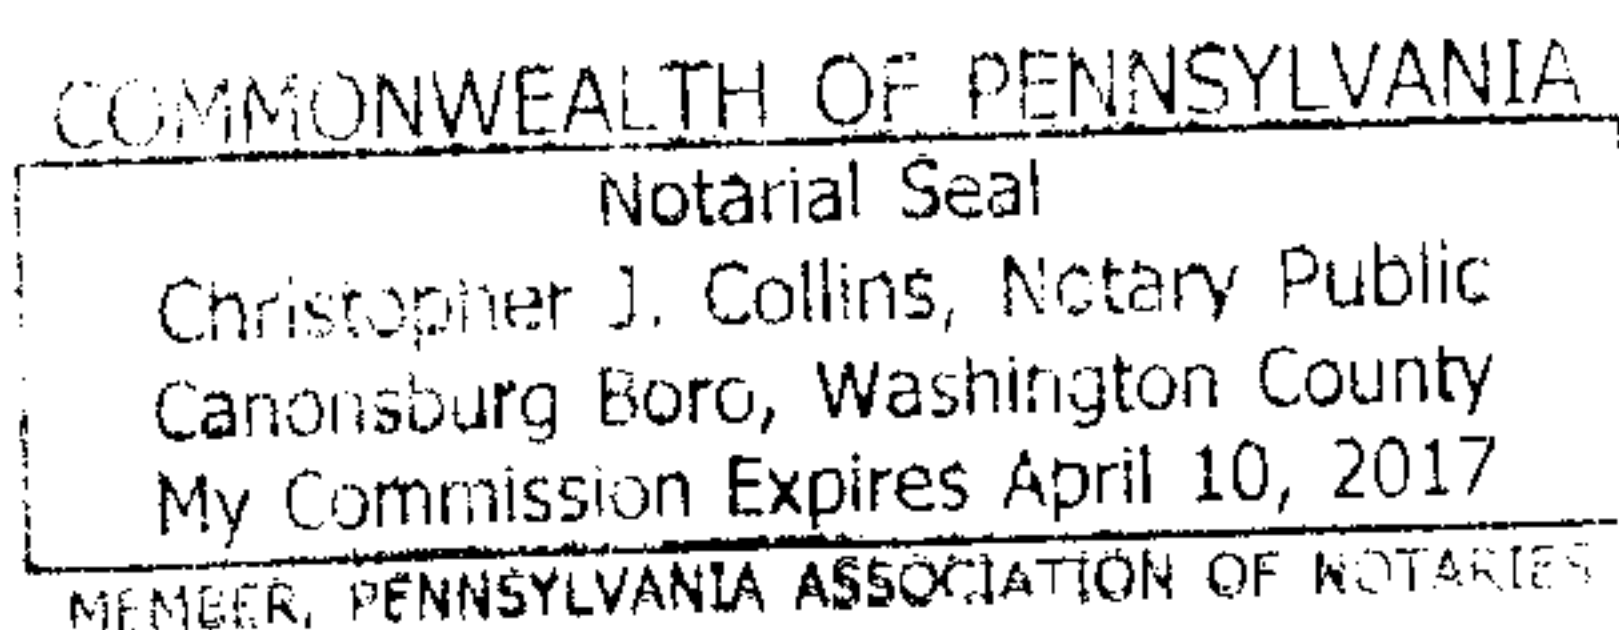 COMMONWEALTH OF PENNSYLVANIA
Notarial Seal
Christopher J. Collins, Notary Public
Canonsburg Boro, Washington County
My Commission Expires April 10, 2017
MEMBER, PENNSYLVANIA ASSOCIATION OF NOTARIES